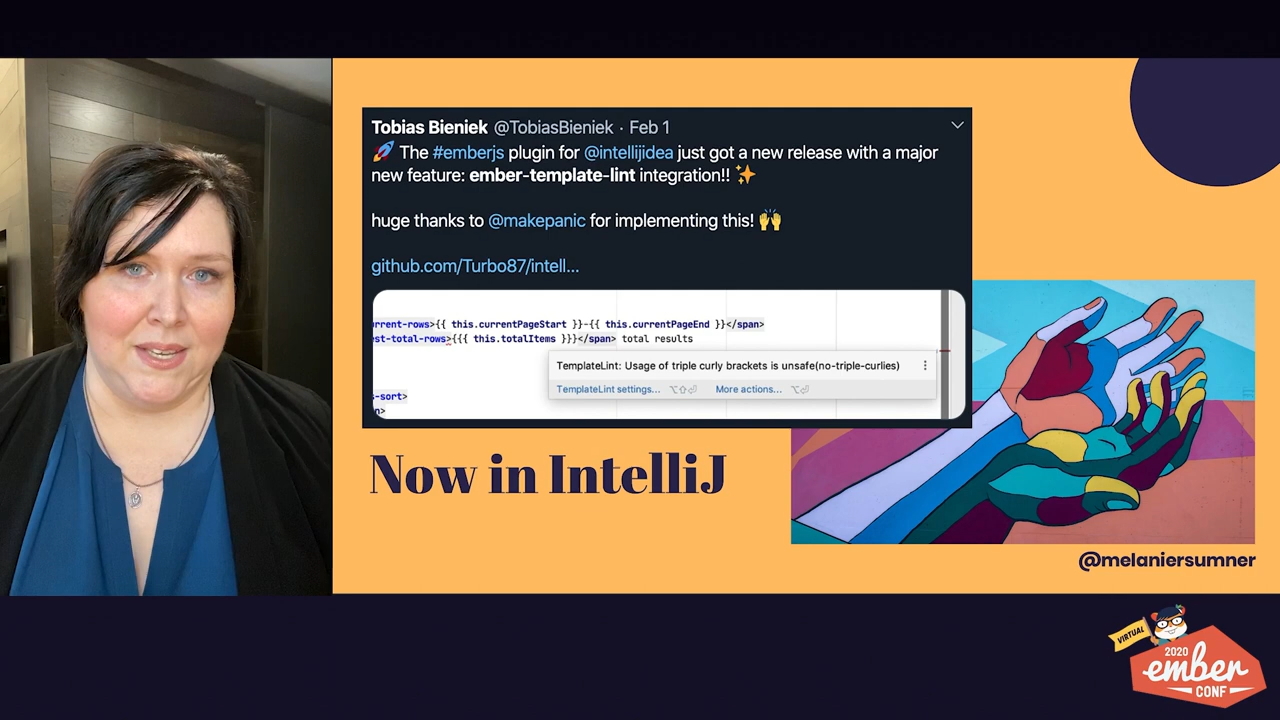 Tobias Bieniek @TobiasBieniek · Feb 1
🚀 The #emberjs plugin for @intellijidea just got a new release with a major
new feature: ember-template-lint integration!! ✨
huge thanks to @makepanic for implementing this! 🙌
github.com/Turbo87/intell...
urrent-rows>{{ this.currentPageStart }}-{{ this.currentPageEnd }}</span>
est-total-rows>{{{ this.totalItems }}}</span> total results
TemplateLint: Usage of triple curly brackets is unsafe(no-triple-curlies)
TemplateLint settings... ⌥⇧⏎ More actions... ⌥⏎
s-sort>
n>
Now in IntelliJ
@melaniersumner
VIRTUAL
2020
ember
CONF